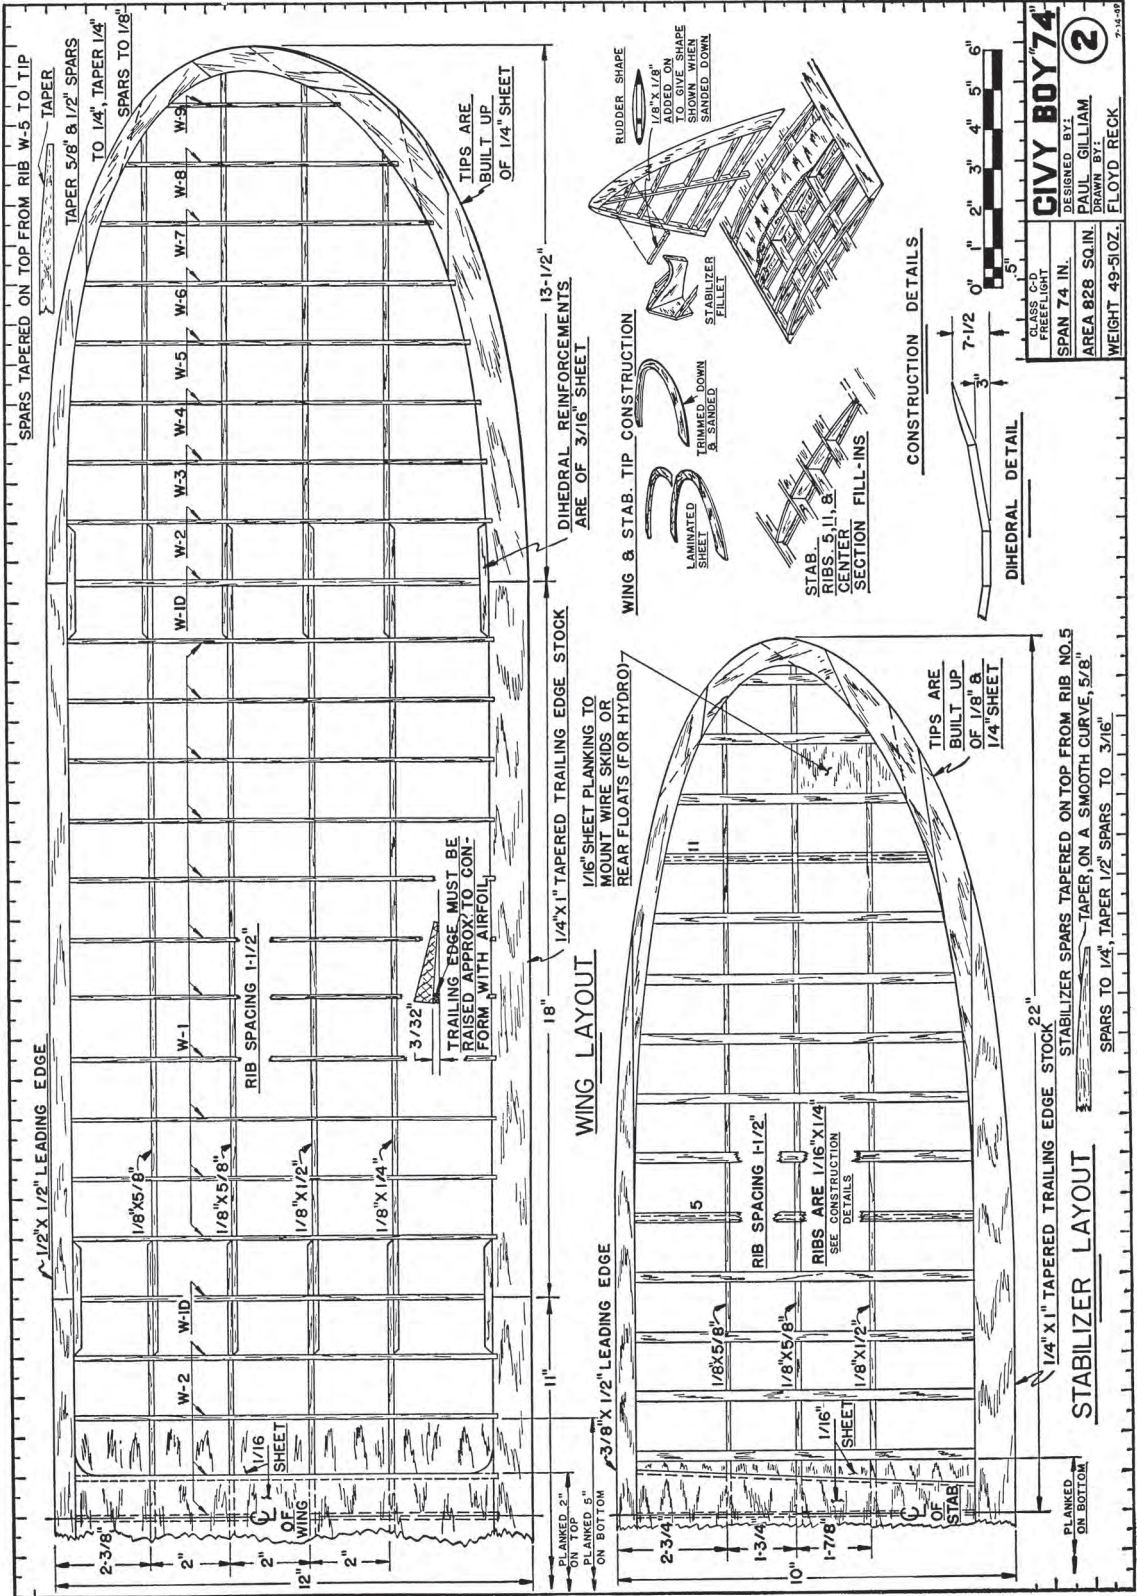 SPARS TAPERED ON TOP FROM RIB W-5 TO TIP
TAPER
TAPER 5/8" & 1/2" SPARS
TO 1/4", TAPER 1/4"
SPARS TO 1/8"
1/2" X 1/2" LEADING EDGE
W-2
W-1D
W-1
W-1D
W-2
W-3
W-4
W-5
W-6
W-7
W-8
W-9
1/8"X5/8"
1/8"X5/8"
1/8"X1/2"
1/8"X1/4"
RIB SPACING 1-1/2"
3/32"
TRAILING EDGE MUST BE
RAISED APPROX. TO CON-
FORM WITH AIRFOIL
TIPS ARE
BUILT UP
OF 1/4" SHEET
1/16
SHEET
℄
OF
WING
2-3/8"
2"
2"
2"
12"
PLANKED 2"
ON TOP
PLANKED 5"
ON BOTTOM
11"
18"
13-1/2"
1/4"X1" TAPERED TRAILING EDGE STOCK
DIHEDRAL REINFORCEMENTS
ARE OF 3/16" SHEET
WING LAYOUT
1/16" SHEET PLANKING TO
MOUNT WIRE SKIDS OR
REAR FLOATS (FOR HYDRO)
3/8" X 1/2" LEADING EDGE
5
11
RIB SPACING 1-1/2"
RIBS ARE 1/16"X1/4"
SEE CONSTRUCTION
DETAILS
1/8"X5/8"
1/8"X5/8"
1/8"X1/2"
1/16"
SHEET
℄
OF
STAB
2-3/4"
1-3/4"
1-7/8"
10"
PLANKED
ON BOTTOM
TIPS ARE
BUILT UP
OF 1/8" &
1/4" SHEET
22"
1/4"X1" TAPERED TRAILING EDGE STOCK
STABILIZER SPARS TAPERED ON TOP FROM RIB NO. 5
TAPER, ON A SMOOTH CURVE, 5/8"
SPARS TO 1/4", TAPER 1/2" SPARS TO 3/16"
STABILIZER LAYOUT
WING & STAB. TIP CONSTRUCTION
LAMINATED
SHEET
TRIMMED DOWN
& SANDED
STAB.
RIBS. 5, 11, &
CENTER
SECTION FILL-INS
RUDDER SHAPE
1/8" X 1/8"
ADDED ON
TO GIVE SHAPE
SHOWN WHEN
SANDED DOWN
STABILIZER
FILLET
CONSTRUCTION DETAILS
7-1/2
3"
DIHEDRAL DETAIL
0" 1" 2" 3" 4" 5" 6"
.5"
CLASS C-D
FREEFLIGHT
SPAN 74 IN.
AREA 828 SQ.IN.
WEIGHT 49-51 OZ.
CIVY BOY "74"
DESIGNED BY:
PAUL GILLIAM
DRAWN BY:
FLOYD RECK
2
7-14-49